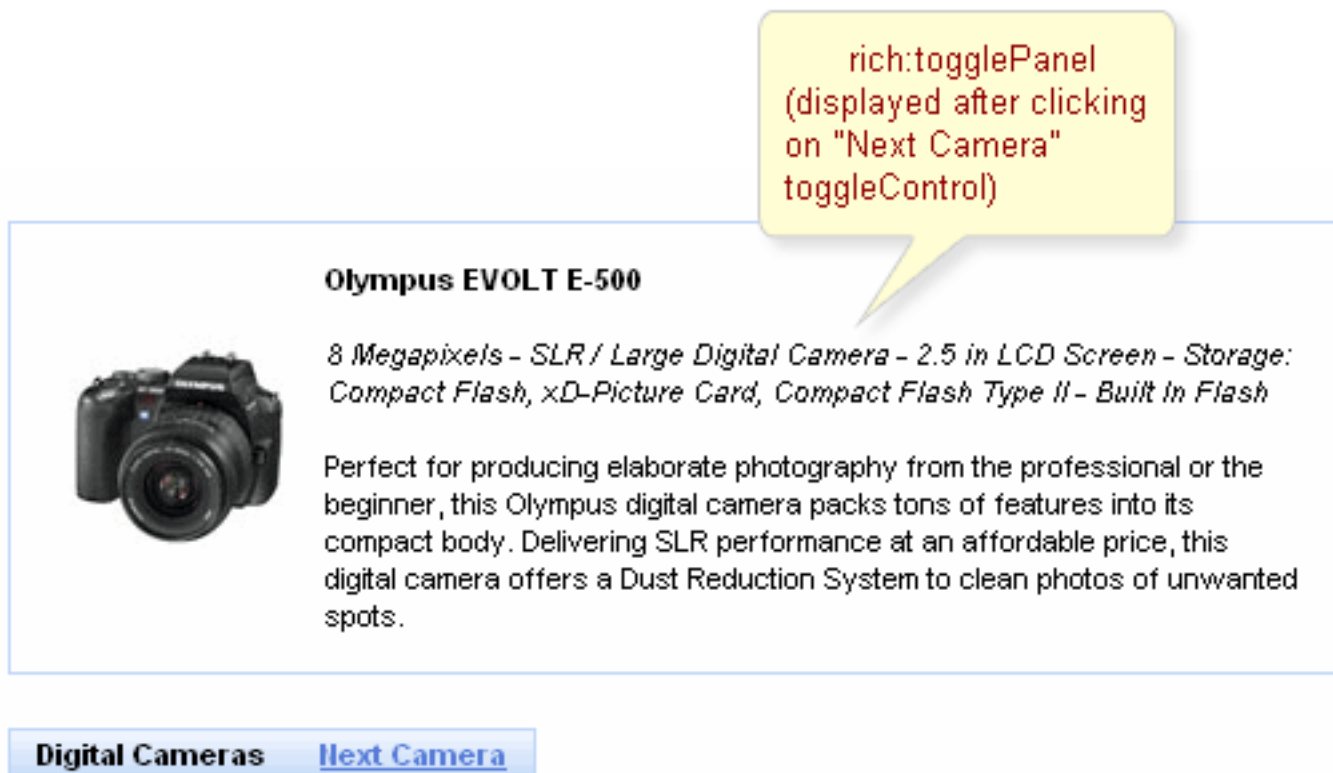 rich:togglePanel
(displayed after clicking
on "Next Camera"
toggleControl)
Olympus EVOLT E-500
8 Megapixels - SLR / Large Digital Camera - 2.5 in LCD Screen - Storage:
Compact Flash, xD-Picture Card, Compact Flash Type II - Built In Flash
OLYMPUS
Perfect for producing elaborate photography from the professional or the
beginner, this Olympus digital camera packs tons of features into its
compact body. Delivering SLR performance at an affordable price, this
digital camera offers a Dust Reduction System to clean photos of unwanted
spots.
Digital Cameras Next Camera